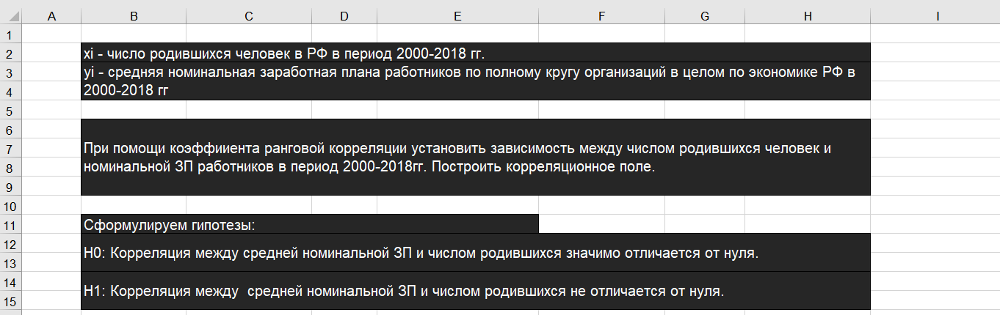 A B C D E F G H I
1
2 xi - число родившихся человек в РФ в период 2000-2018 гг.
3 yi - средняя номинальная заработная плана работников по полному кругу организаций в целом по экономике РФ в
4 2000-2018 гг
5
6
7 При помощи коэффииента ранговой корреляции установить зависимость между числом родившихся человек и
8 номинальной ЗП работников в период 2000-2018гг. Построить корреляционное поле.
9
10
11 Сформулируем гипотезы:
12
H0: Корреляция между средней номинальной ЗП и числом родившихся значимо отличается от нуля.
13
14
H1: Корреляция между  средней номинальной ЗП и числом родившихся не отличается от нуля.
15